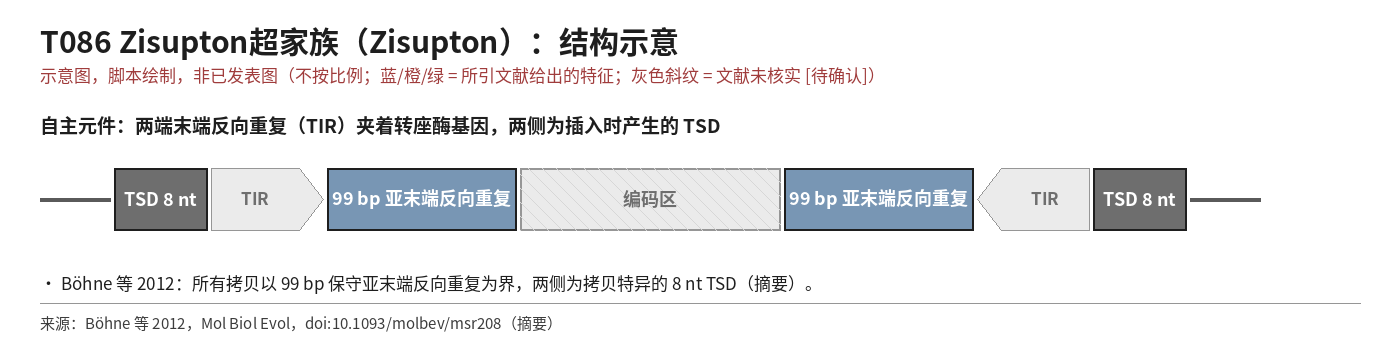 T086 Zisupton超家族（Zisupton）：结构示意
示意图，脚本绘制，非已发表图（不按比例；蓝/橙/绿 = 所引文献给出的特征；灰色斜纹 = 文献未核实 [待确认]）
自主元件：两端末端反向重复（TIR）夹着转座酶基因，两侧为插入时产生的 TSD
TSD 8 nt TIR 99 bp 亚末端反向重复 编码区 99 bp 亚末端反向重复 TIR TSD 8 nt
· Böhne 等 2012：所有拷贝以 99 bp 保守亚末端反向重复为界，两侧为拷贝特异的 8 nt TSD（摘要）。
来源：Böhne 等 2012，Mol Biol Evol，doi:10.1093/molbev/msr208（摘要）